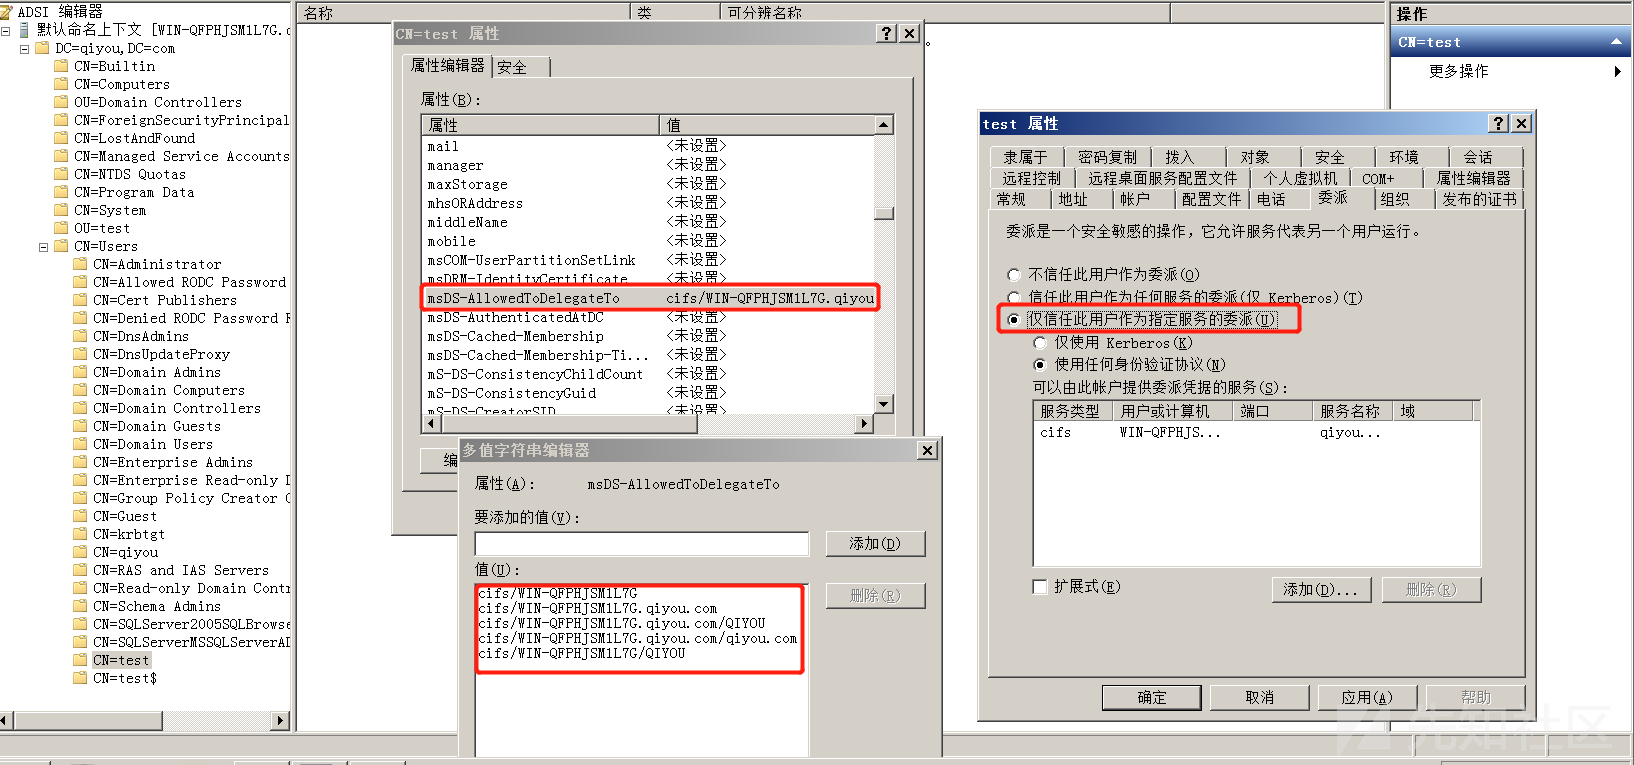 ADSI 编辑器
默认命名上下文 [WIN-QFPHJSM1L7G.
DC=qiyou,DC=com
CN=Builtin
CN=Computers
OU=Domain Controllers
CN=ForeignSecurityPrincipal
CN=LostAndFound
CN=Managed Service Accounts
CN=NTDS Quotas
CN=Program Data
CN=System
OU=test
CN=Users
CN=Administrator
CN=Allowed RODC Password
CN=Cert Publishers
CN=Denied RODC Password R
CN=DnsAdmins
CN=DnsUpdateProxy
CN=Domain Admins
CN=Domain Computers
CN=Domain Controllers
CN=Domain Guests
CN=Domain Users
CN=Enterprise Admins
CN=Enterprise Read-only D
CN=Group Policy Creator O
CN=Guest
CN=krbtgt
CN=qiyou
CN=RAS and IAS Servers
CN=Read-only Domain Contr
CN=Schema Admins
CN=SQLServer2005SQLBrowse
CN=SQLServerMSSQLServerAD
CN=test
CN=test$
名称 类 可分辨名称
CN=test 属性
属性编辑器 安全
属性(B):
属性 值
mail <未设置>
manager <未设置>
maxStorage <未设置>
mhsORAddress <未设置>
middleName <未设置>
mobile <未设置>
msCOM-UserPartitionSetLink <未设置>
msDRM-IdentityCertificate <未设置>
msDS-AllowedToDelegateTo cifs/WIN-QFPHJSM1L7G.qiyou
msDS-AuthenticatedAtDC <未设置>
msDS-Cached-Membership <未设置>
msDS-Cached-Membership-Ti... <未设置>
mS-DS-ConsistencyChildCount <未设置>
mS-DS-ConsistencyGuid <未设置>
mS-DS-CreatorSID <未设置>
编
多值字符串编辑器
属性(A): msDS-AllowedToDelegateTo
要添加的值(V):
添加(D)
值(U):
删除(R)
cifs/WIN-QFPHJSM1L7G
cifs/WIN-QFPHJSM1L7G.qiyou.com
cifs/WIN-QFPHJSM1L7G.qiyou.com/QIYOU
cifs/WIN-QFPHJSM1L7G.qiyou.com/qiyou.com
cifs/WIN-QFPHJSM1L7G/QIYOU
操作
CN=test
更多操作
test 属性
隶属于 密码复制 拨入 对象 安全 环境 会话
远程控制 远程桌面服务配置文件 个人虚拟机 COM+ 属性编辑器
常规 地址 帐户 配置文件 电话 委派 组织 发布的证书
委派是一个安全敏感的操作，它允许服务代表另一个用户运行。
不信任此用户作为委派(O)
信任此用户作为任何服务的委派(仅 Kerberos)(T)
仅信任此用户作为指定服务的委派(U)
仅使用 Kerberos(K)
使用任何身份验证协议(N)
可以由此帐户提供委派凭据的服务(S):
服务类型 用户或计算机 端口 服务名称 域
cifs WIN-QFPHJS... qiyou...
扩展式(E)
添加(D)... 删除(R)
确定 取消 应用(A) 帮助
先知社区